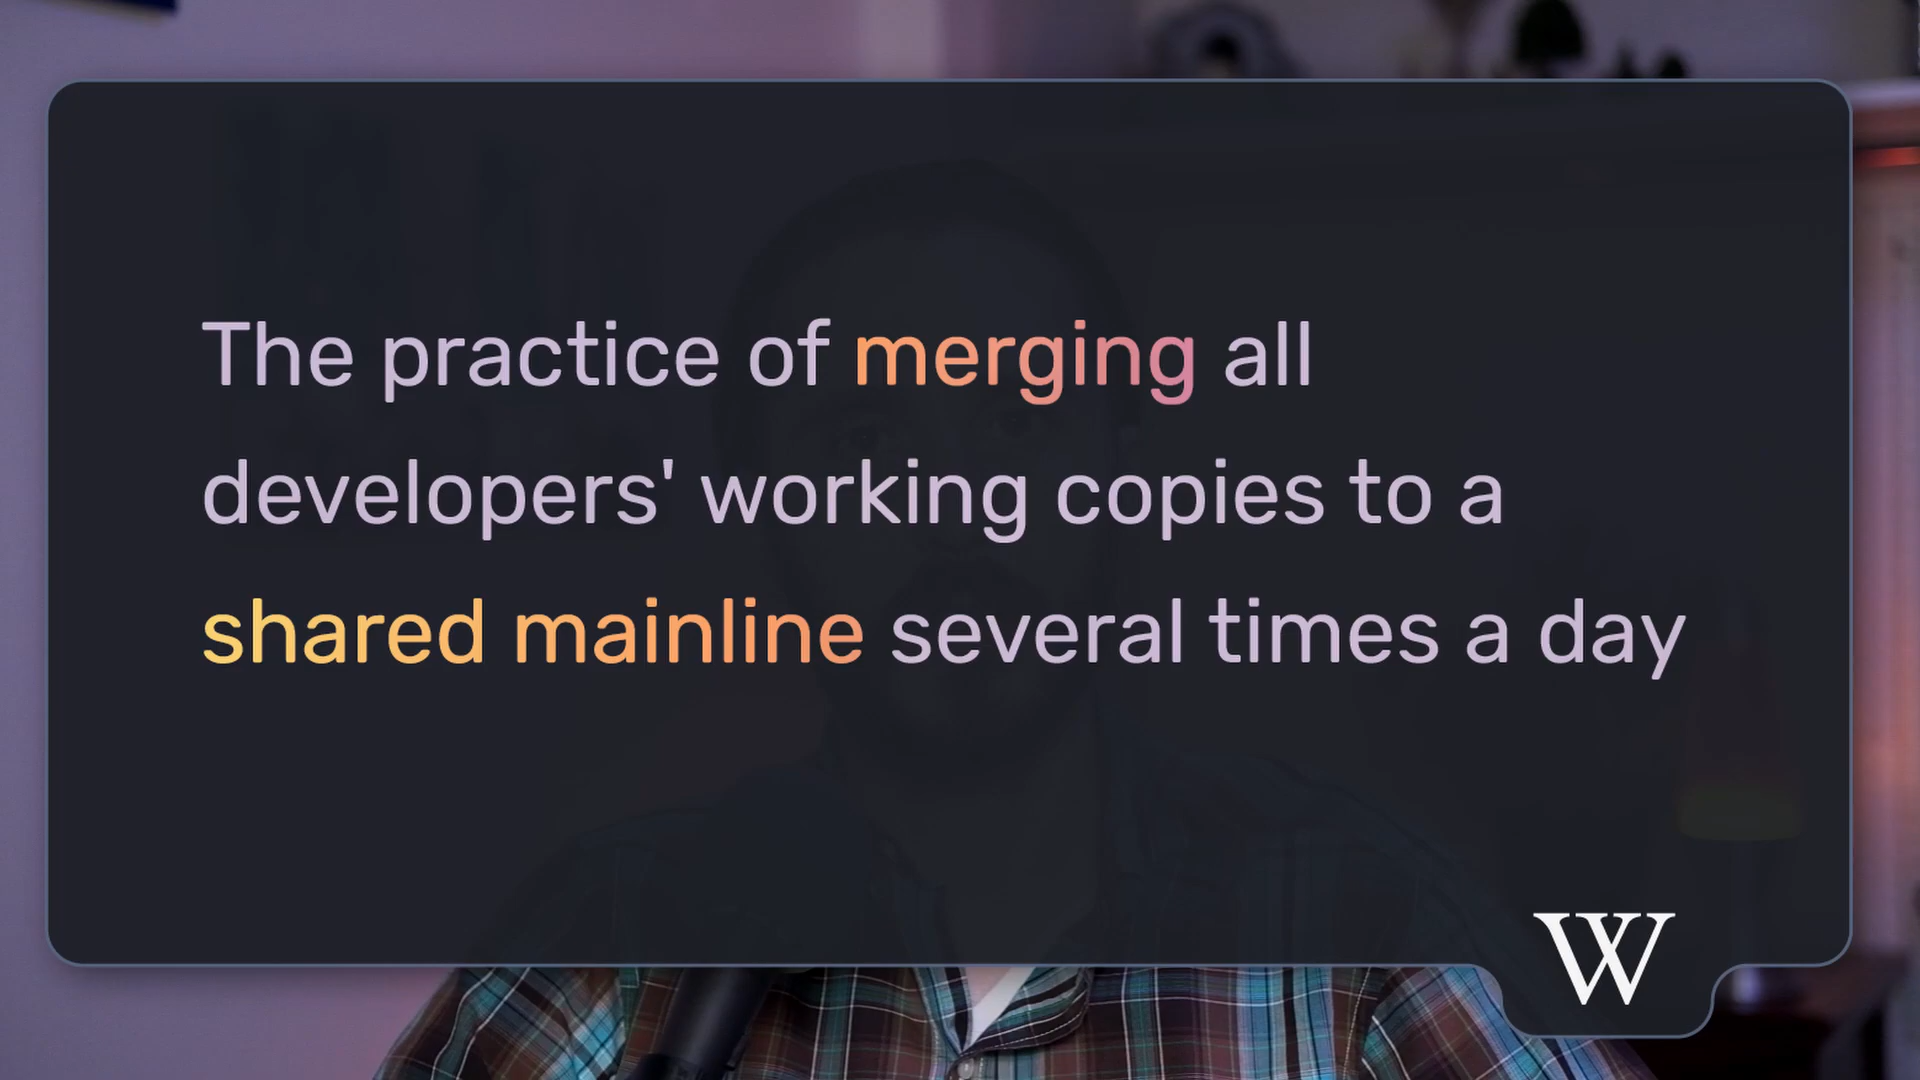 The practice of merging all
developers' working copies to a
shared mainline several times a day
W